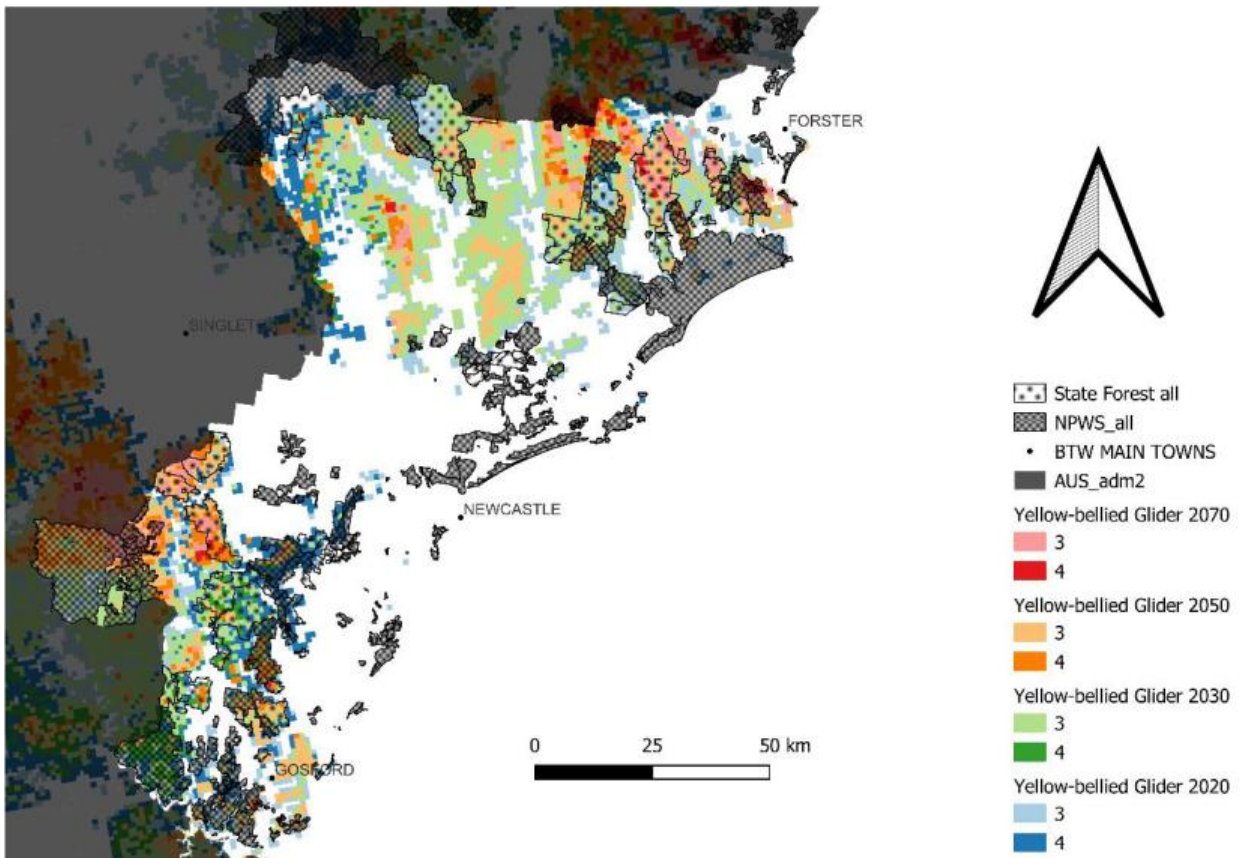 FORSTER
SINGLET
NEWCASTLE
GOSFORD
0 25 50 km
State Forest all
NPWS_all
BTW MAIN TOWNS
AUS_adm2
Yellow-bellied Glider 2070
3
4
Yellow-bellied Glider 2050
3
4
Yellow-bellied Glider 2030
3
4
Yellow-bellied Glider 2020
3
4